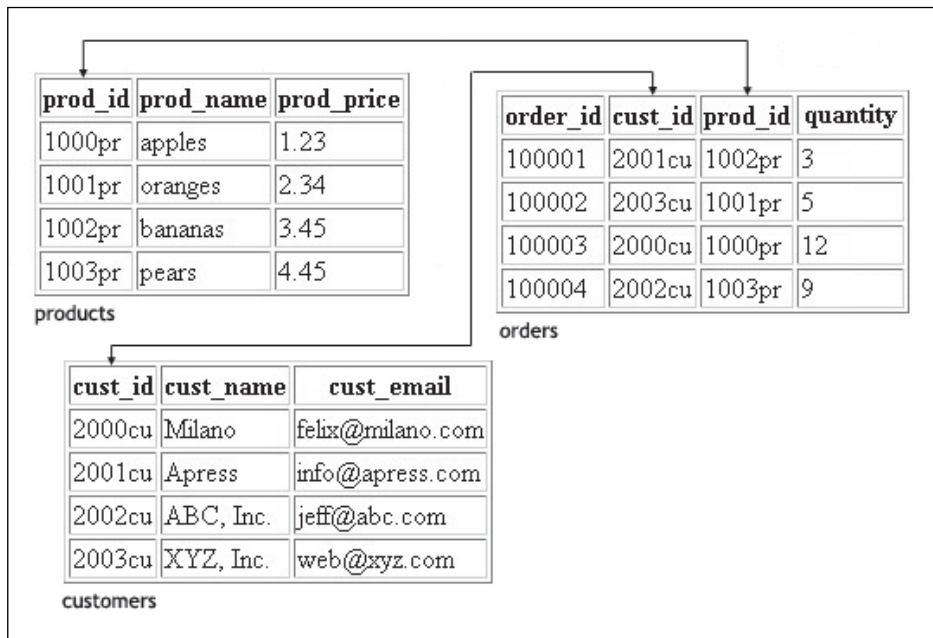 prod_id prod_name prod_price
1000pr apples 1.23
1001pr oranges 2.34
1002pr bananas 3.45
1003pr pears 4.45
products
order_id cust_id prod_id quantity
100001 2001cu 1002pr 3
100002 2003cu 1001pr 5
100003 2000cu 1000pr 12
100004 2002cu 1003pr 9
orders
cust_id cust_name cust_email
2000cu Milano felix@milano.com
2001cu Apress info@apress.com
2002cu ABC, Inc. jeff@abc.com
2003cu XYZ, Inc. web@xyz.com
customers